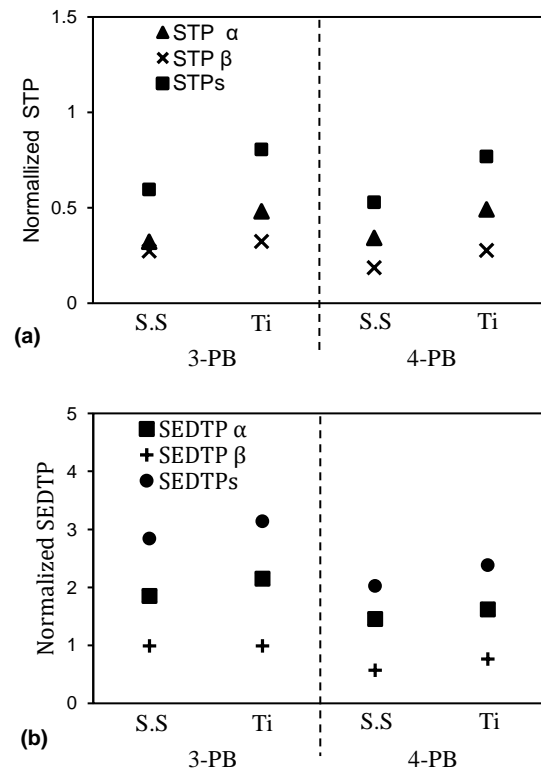 1.5
STP α
STP β
STPs
1
0.5
0
Normallized STP
S.S Ti S.S Ti
(a)
3-PB 4-PB
5
SEDTP α
SEDTP β
SEDTPs
4
3
2
1
0
Normalized SEDTP
S.S Ti S.S Ti
(b)
3-PB 4-PB